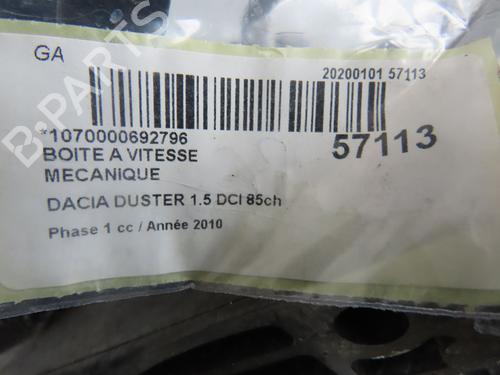 GA
20200101 57113
*1070000692796
57113
BOITE A VITESSE
MECANIQUE
DACIA DUSTER 1.5 DCI 85ch
Phase 1 cc / Année 2010
B-PARTS